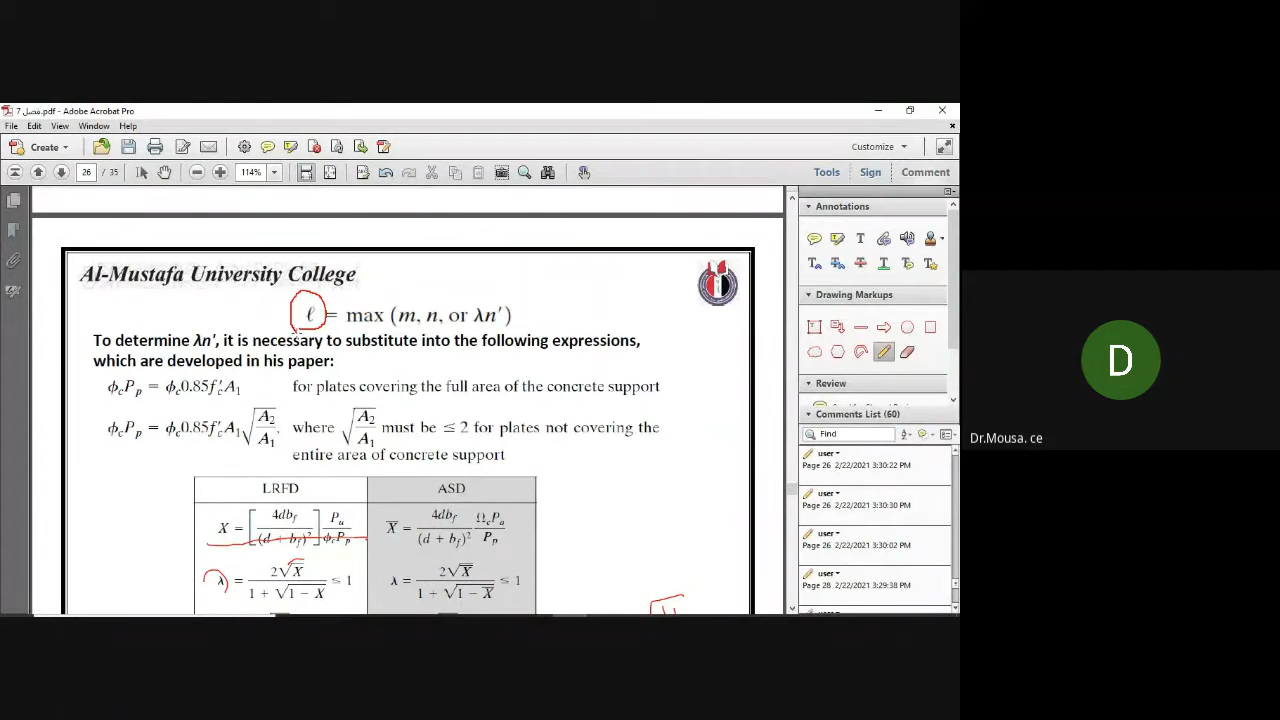 7 فصل.pdf - Adobe Acrobat Pro
File Edit View Window Help
Create Customize
26 / 35 114% Tools Sign Comment
Al-Mustafa University College
ℓ = max (m, n, or λn′)
To determine λn', it is necessary to substitute into the following expressions,
which are developed in his paper:
ϕcPp = ϕc0.85f′cA1 for plates covering the full area of the concrete support
ϕcPp = ϕc0.85f′cA1√(A2/A1), where √(A2/A1) must be ≤ 2 for plates not covering the
entire area of concrete support
LRFD ASD
X = [4dbf/(d + bf)²] Pu/ϕcPp X̅ = 4dbf/(d + bf)² ΩcPa/Pp
λ = 2√X/(1 + √(1 − X)) ≤ 1 λ = 2√X̅/(1 + √(1 − X̅)) ≤ 1
Annotations
T
Drawing Markups
Review
Comments List (60)
Find
user
Page 26 2/22/2021 3:30:22 PM
user
Page 26 2/22/2021 3:30:30 PM
user
Page 26 2/22/2021 3:30:02 PM
user
Page 28 2/22/2021 3:29:38 PM
user
D
Dr.Mousa. ce